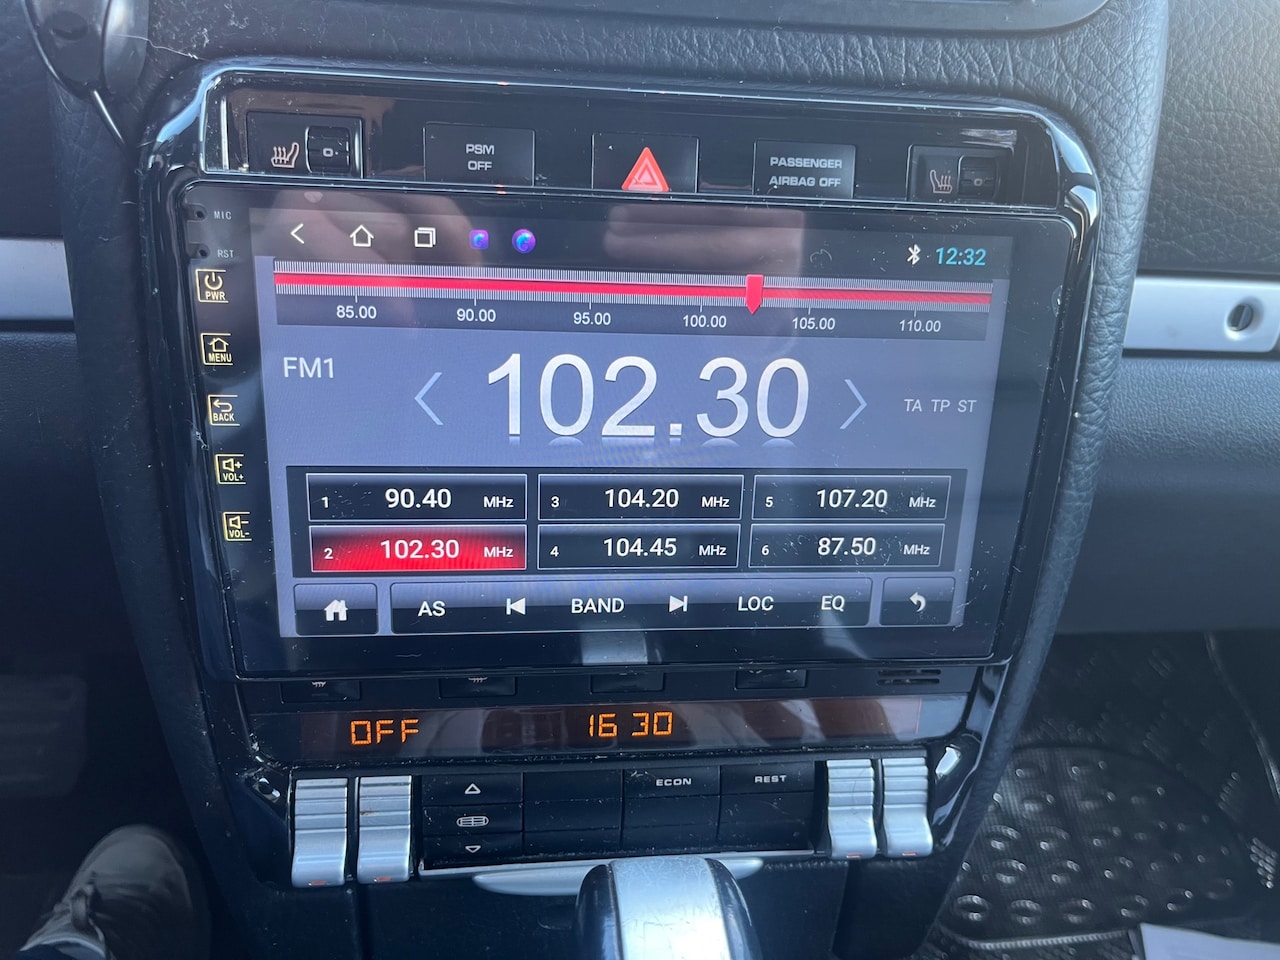 PSM
OFF
PASSENGER
AIRBAG OFF
MIC
RST
12:32
PWR
85.00 90.00 95.00 100.00 105.00 110.00
MENU
FM1
102.30
TA TP ST
BACK
VOL+
1 90.40 MHz 3 104.20 MHz 5 107.20 MHz
VOL-
2 102.30 MHz 4 104.45 MHz 6 87.50 MHz
AS BAND LOC EQ
OFF 16 30
ECON REST